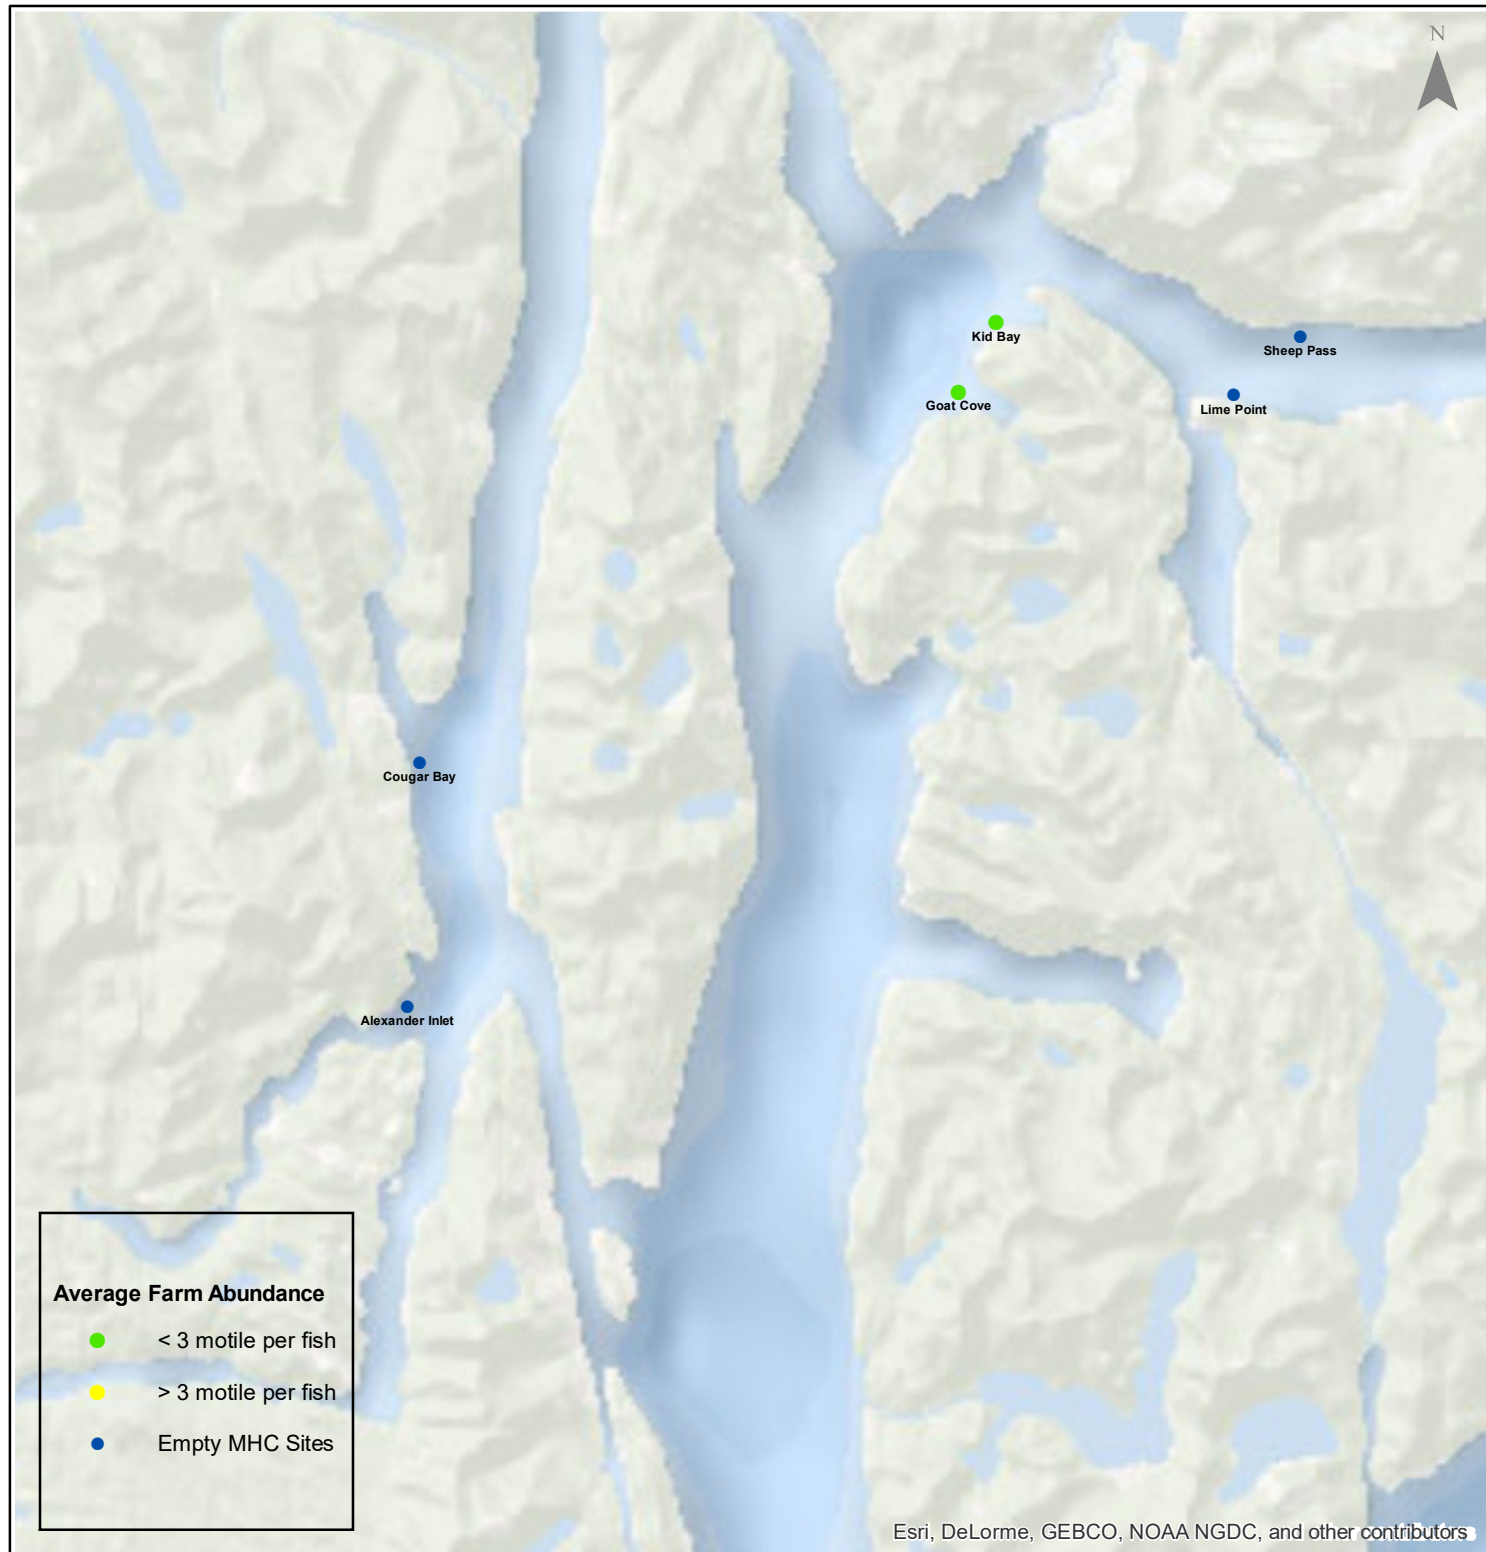 N
Kid Bay
Sheep Pass
Goat Cove
Lime Point
Cougar Bay
Alexander Inlet
Average Farm Abundance
< 3 motile per fish
> 3 motile per fish
Empty MHC Sites
Esri, DeLorme, GEBCO, NOAA NGDC, and other contributors